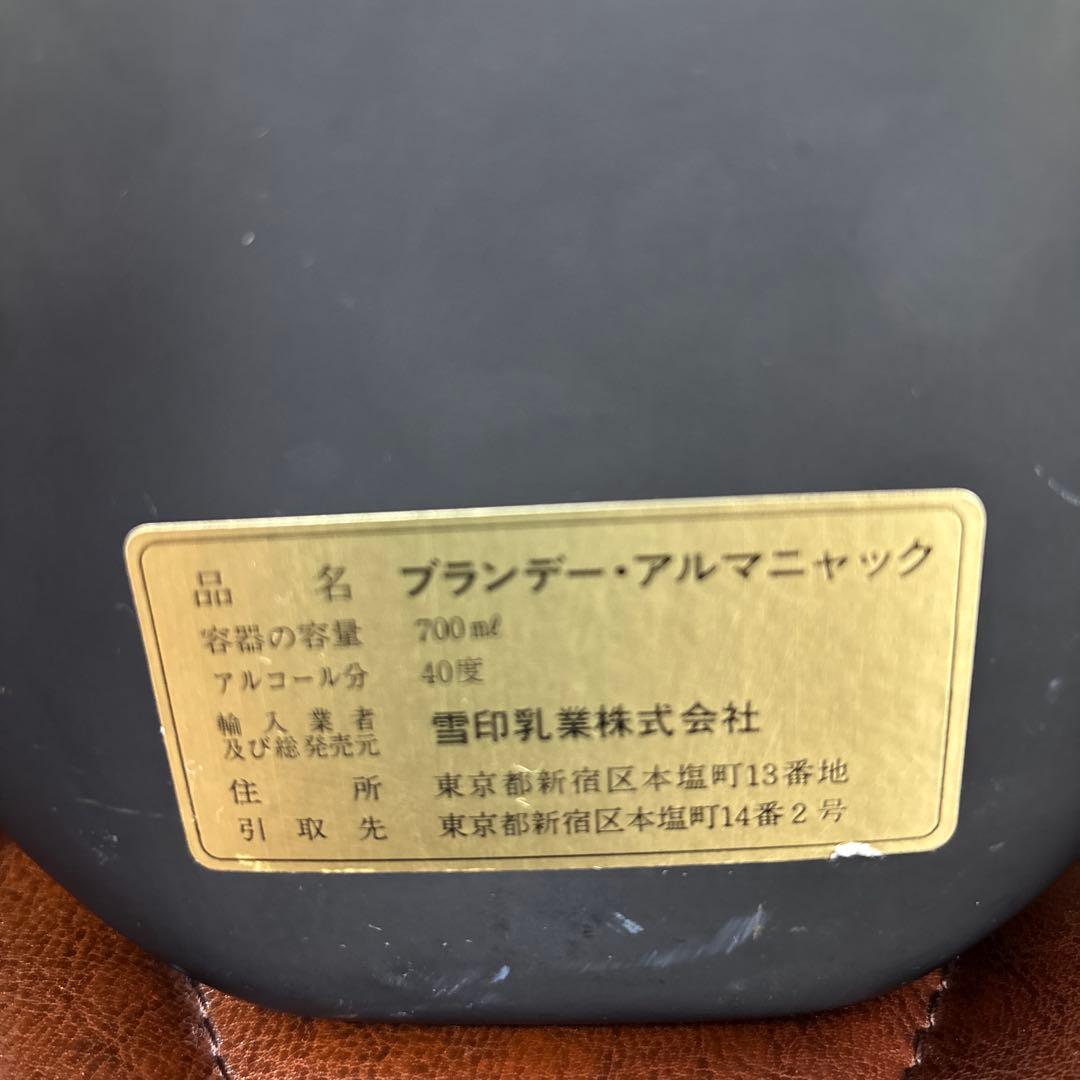 品名 ブランデー・アルマニャック
容器の容量 700mℓ
アルコール分 40度
輸入業者
及び総発売元 雪印乳業株式会社
住所 東京都新宿区本塩町13番地
引取先 東京都新宿区本塩町14番2号